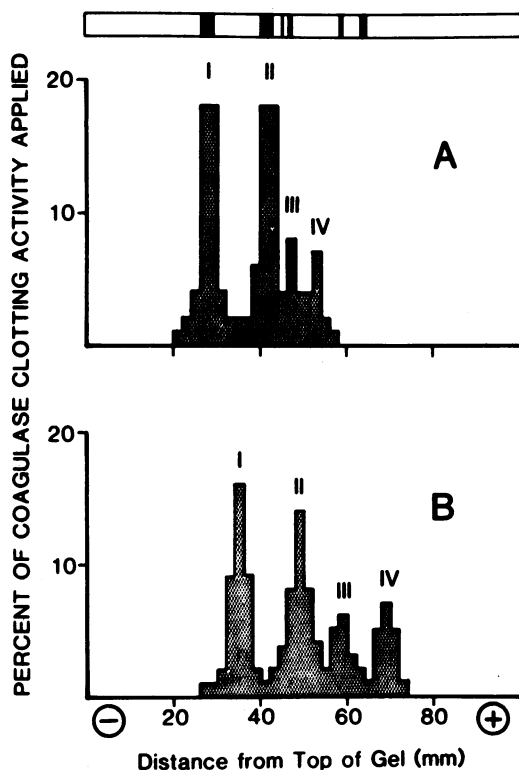 PERCENT OF COAGULASE CLOTTING ACTIVITY APPLIED
20
10
I
II
III
IV
A
20
10
I
II
III
IV
B
− 20 40 60 80 +
Distance from Top of Gel (mm)